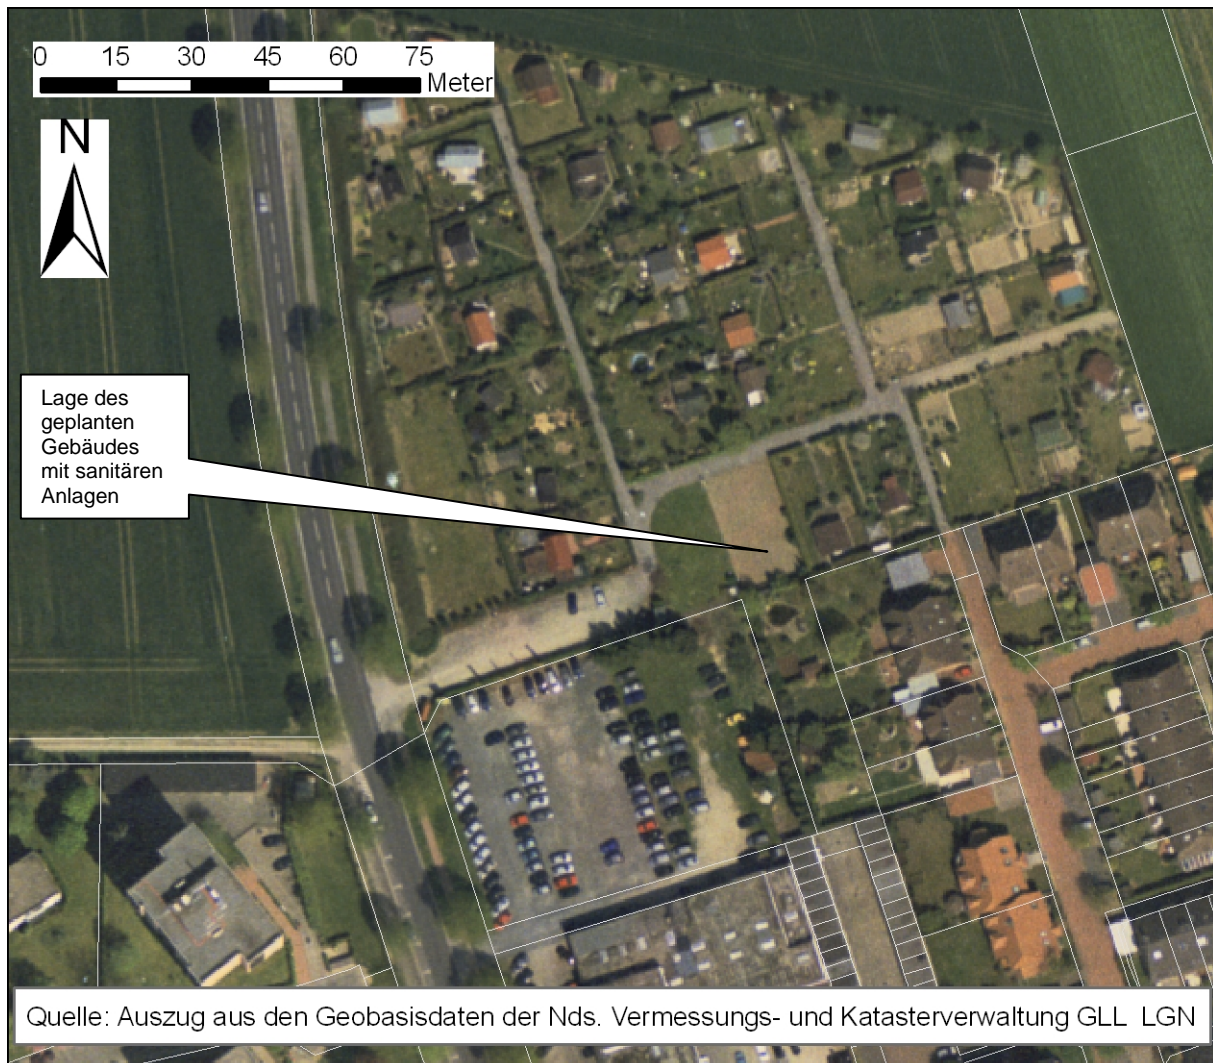 0 15 30 45 60 75
Meter
N
Lage des
geplanten
Gebäudes
mit sanitären
Anlagen
Quelle: Auszug aus den Geobasisdaten der Nds. Vermessungs- und Katasterverwaltung GLL LGN